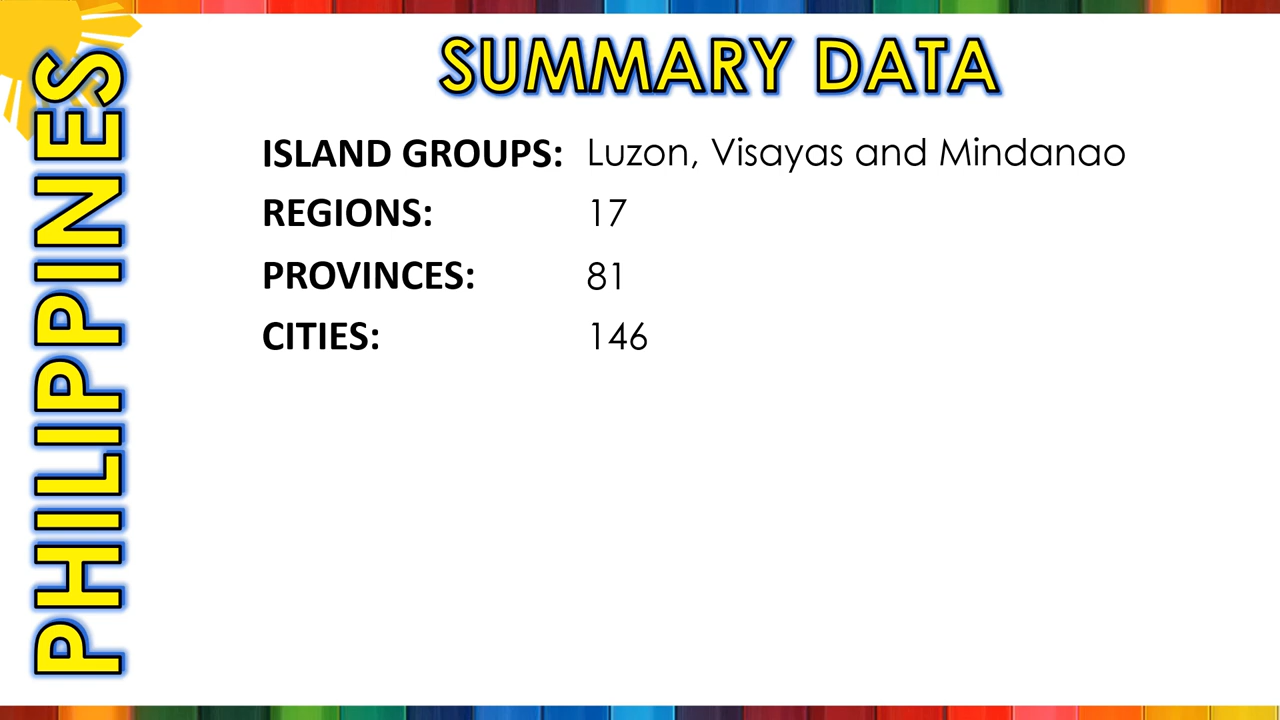 PHILIPPINES
SUMMARY DATA
ISLAND GROUPS: Luzon, Visayas and Mindanao
REGIONS: 17
PROVINCES: 81
CITIES: 146